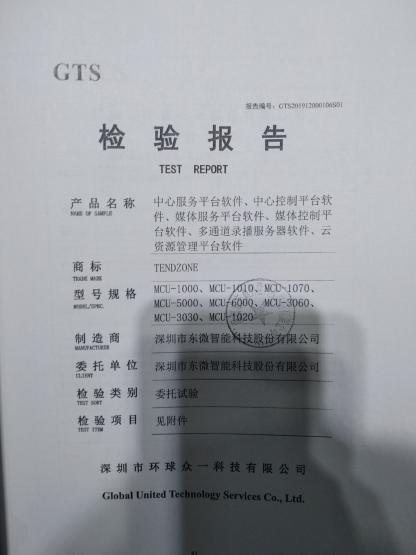 GTS
报告编号：GTS201912000106S01
检验报告
TEST REPORT
产品名称 中心服务平台软件、中心控制平台软
NAME OF SAMPLE 件、媒体服务平台软件、媒体控制平
台软件、多通道录播服务器软件、云
资源管理平台软件
商标 TENDZONE
TRADE MARK
型号规格 MCU-1000、MCU-1010、MCU-1070、
MODEL/SPEC. MCU-5000、MCU-6000、MCU-3060、
MCU-3030、MCU-1020
制造商 深圳市东微智能科技股份有限公司
MANUFACTURER
委托单位 深圳市东微智能科技股份有限公司
CLIENT
检验类别 委托试验
TEST SORT
检验项目 见附件
TEST ITEM
深圳市环球众一科技有限公司
Global United Technology Services Co., Ltd.